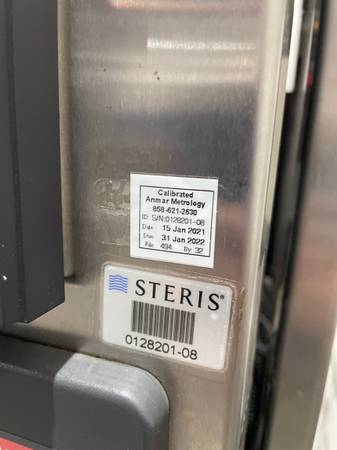 Calibrated
Anmar Metrology
858-621-2630
ID: S/N:0128201-08
Date: 15 Jan 2021
Due: 31 Jan 2022
File: 494 By: 32
STERIS®
0128201-08